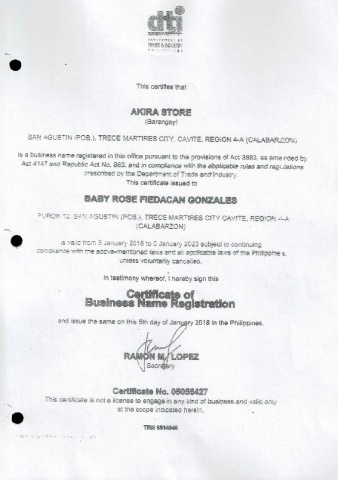 dti
DEPARTMENT OF
TRADE & INDUSTRY
PHILIPPINES
This certifies that
AKIRA STORE
(Barangay)
SAN AGUSTIN (POB.), TRECE MARTIRES CITY, CAVITE, REGION 4-A (CALABARZON)
is a business name registered in this office pursuant to the provisions of Act 3883, as amended by
Act 4147 and Republic Act No. 863, and in compliance with the applicable rules and regulations
prescribed by the Department of Trade and Industry.
This certificate issued to
BABY ROSE FIEDACAN GONZALES
PUROK 12, SAN AGUSTIN (POB.), TRECE MARTIRES CITY CAVITE, REGION 4-A
(CALABARZON)
is valid from 5 January 2018 to 5 January 2023 subject to continuing
compliance with the above-mentioned laws and all applicable laws of the Philippines,
unless voluntarily cancelled.
In testimony whereof, I hereby sign this
Certificate of
Business Name Registration
and issue the same on this 5th day of January 2018 in the Philippines.
RAMON M. LOPEZ
Secretary
Certificate No. 05055427
This certificate is not a license to engage in any kind of business and valid only
at the scope indicated herein.